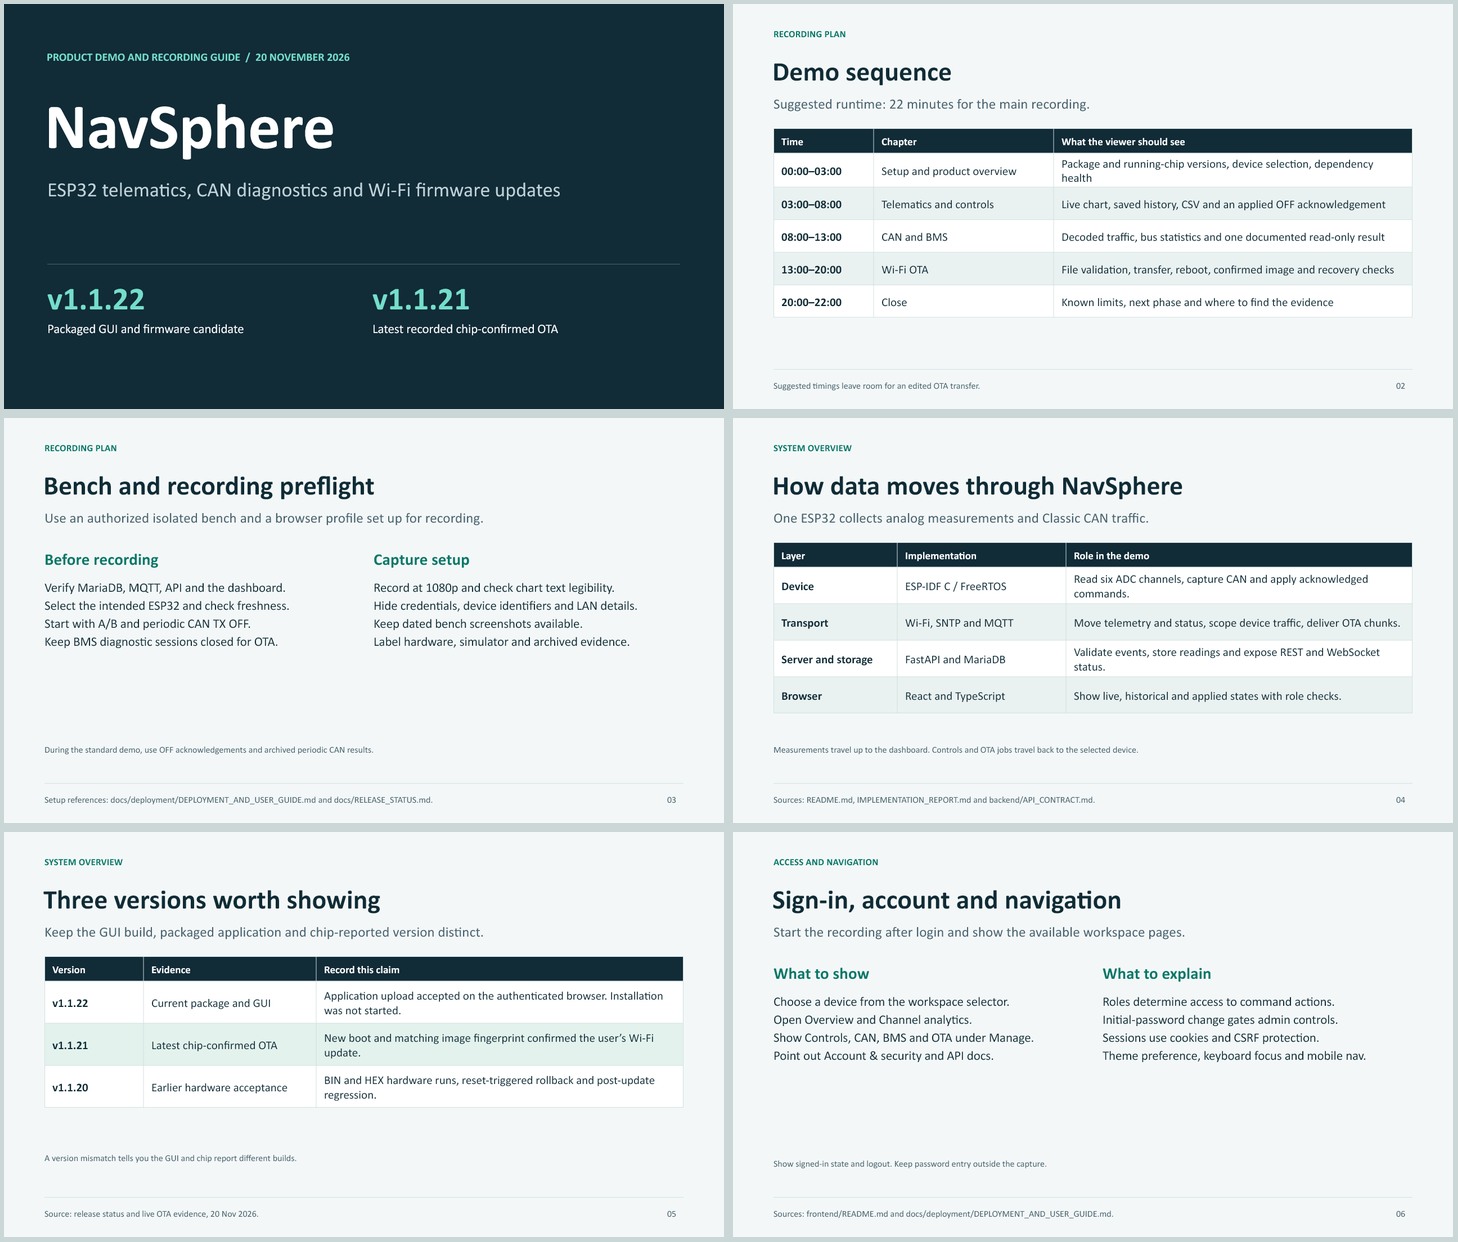 PRODUCT DEMO AND RECORDING GUIDE / 20 NOVEMBER 2026
NavSphere
ESP32 telematics, CAN diagnostics and Wi-Fi firmware updates
v1.1.22
Packaged GUI and firmware candidate
v1.1.21
Latest recorded chip-confirmed OTA
RECORDING PLAN
Demo sequence
Suggested runtime: 22 minutes for the main recording.
Time Chapter What the viewer should see
00:00–03:00 Setup and product overview Package and running-chip versions, device selection, dependency
health
03:00–08:00 Telematics and controls Live chart, saved history, CSV and an applied OFF acknowledgement
08:00–13:00 CAN and BMS Decoded traffic, bus statistics and one documented read-only result
13:00–20:00 Wi-Fi OTA File validation, transfer, reboot, confirmed image and recovery checks
20:00–22:00 Close Known limits, next phase and where to find the evidence
Suggested timings leave room for an edited OTA transfer.
02
RECORDING PLAN
Bench and recording preflight
Use an authorized isolated bench and a browser profile set up for recording.
Before recording
Verify MariaDB, MQTT, API and the dashboard.
Select the intended ESP32 and check freshness.
Start with A/B and periodic CAN TX OFF.
Keep BMS diagnostic sessions closed for OTA.
Capture setup
Record at 1080p and check chart text legibility.
Hide credentials, device identifiers and LAN details.
Keep dated bench screenshots available.
Label hardware, simulator and archived evidence.
During the standard demo, use OFF acknowledgements and archived periodic CAN results.
Setup references: docs/deployment/DEPLOYMENT_AND_USER_GUIDE.md and docs/RELEASE_STATUS.md.
03
SYSTEM OVERVIEW
How data moves through NavSphere
One ESP32 collects analog measurements and Classic CAN traffic.
Layer Implementation Role in the demo
Device ESP-IDF C / FreeRTOS Read six ADC channels, capture CAN and apply acknowledged
commands.
Transport Wi-Fi, SNTP and MQTT Move telemetry and status, scope device traffic, deliver OTA chunks.
Server and storage FastAPI and MariaDB Validate events, store readings and expose REST and WebSocket
status.
Browser React and TypeScript Show live, historical and applied states with role checks.
Measurements travel up to the dashboard. Controls and OTA jobs travel back to the selected device.
Sources: README.md, IMPLEMENTATION_REPORT.md and backend/API_CONTRACT.md.
04
SYSTEM OVERVIEW
Three versions worth showing
Keep the GUI build, packaged application and chip-reported version distinct.
Version Evidence Record this claim
v1.1.22 Current package and GUI Application upload accepted on the authenticated browser. Installation
was not started.
v1.1.21 Latest chip-confirmed OTA New boot and matching image fingerprint confirmed the user’s Wi-Fi
update.
v1.1.20 Earlier hardware acceptance BIN and HEX hardware runs, reset-triggered rollback and post-update
regression.
A version mismatch tells you the GUI and chip report different builds.
Source: release status and live OTA evidence, 20 Nov 2026.
05
ACCESS AND NAVIGATION
Sign-in, account and navigation
Start the recording after login and show the available workspace pages.
What to show
Choose a device from the workspace selector.
Open Overview and Channel analytics.
Show Controls, CAN, BMS and OTA under Manage.
Point out Account & security and API docs.
What to explain
Roles determine access to command actions.
Initial-password change gates admin controls.
Sessions use cookies and CSRF protection.
Theme preference, keyboard focus and mobile nav.
Show signed-in state and logout. Keep password entry outside the capture.
Sources: frontend/README.md and docs/deployment/DEPLOYMENT_AND_USER_GUIDE.md.
06